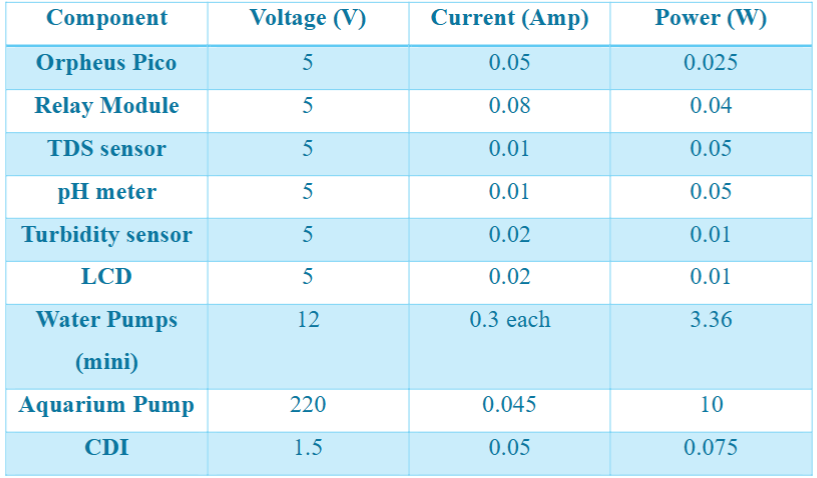 Component Voltage (V) Current (Amp) Power (W)
Orpheus Pico 5 0.05 0.025
Relay Module 5 0.08 0.04
TDS sensor 5 0.01 0.05
pH meter 5 0.01 0.05
Turbidity sensor 5 0.02 0.01
LCD 5 0.02 0.01
Water Pumps 12 0.3 each 3.36
(mini)
Aquarium Pump 220 0.045 10
CDI 1.5 0.05 0.075